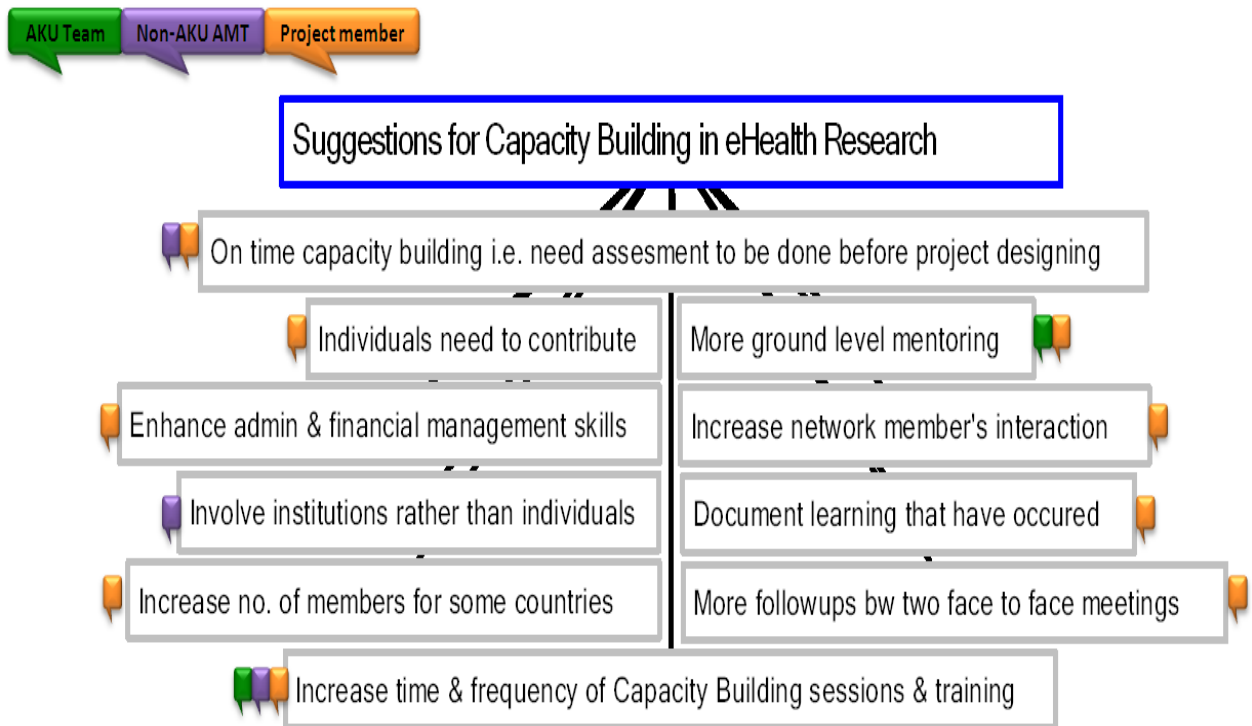 AKU Team Non-AKU AMT Project member
Suggestions for Capacity Building in eHealth Research
On time capacity building i.e. need assesment to be done before project designing
Individuals need to contribute
More ground level mentoring
Enhance admin & financial management skills
Increase network member's interaction
Involve institutions rather than individuals
Document learning that have occured
Increase no. of members for some countries
More followups bw two face to face meetings
Increase time & frequency of Capacity Building sessions & training